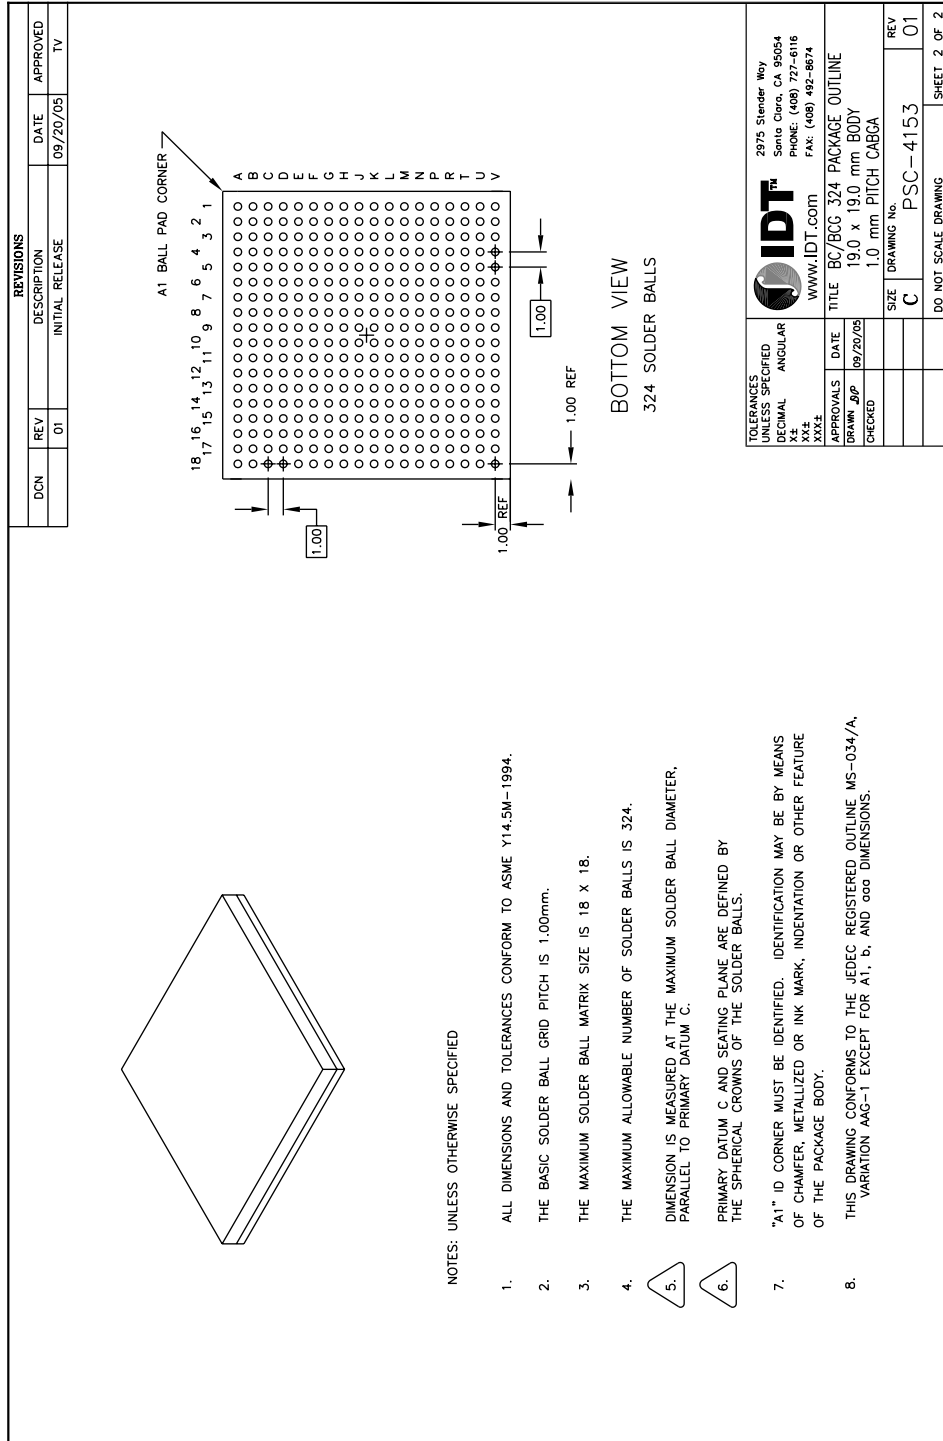 REVISIONS
DCN REV DESCRIPTION DATE APPROVED
01 INITIAL RELEASE 09/20/05 TV
A1 BALL PAD CORNER
18 17 16 15 14 13 12 11 10 9 8 7 6 5 4 3 2 1
A
B
C
D
E
F
G
H
J
K
L
M
N
P
R
T
U
V
1.00
1.00
1.00 REF
1.00 REF
BOTTOM VIEW
324 SOLDER BALLS
NOTES: UNLESS OTHERWISE SPECIFIED
1. ALL DIMENSIONS AND TOLERANCES CONFORM TO ASME Y14.5M-1994.
2. THE BASIC SOLDER BALL GRID PITCH IS 1.00mm.
3. THE MAXIMUM SOLDER BALL MATRIX SIZE IS 18 X 18.
4. THE MAXIMUM ALLOWABLE NUMBER OF SOLDER BALLS IS 324.
5. DIMENSION IS MEASURED AT THE MAXIMUM SOLDER BALL DIAMETER,
PARALLEL TO PRIMARY DATUM C.
6. PRIMARY DATUM C AND SEATING PLANE ARE DEFINED BY
THE SPHERICAL CROWNS OF THE SOLDER BALLS.
7. "A1" ID CORNER MUST BE IDENTIFIED. IDENTIFICATION MAY BE BY MEANS
OF CHAMFER, METALLIZED OR INK MARK, INDENTATION OR OTHER FEATURE
OF THE PACKAGE BODY.
8. THIS DRAWING CONFORMS TO THE JEDEC REGISTERED OUTLINE MS-034/A,
VARIATION AAG-1 EXCEPT FOR A1, b, AND aaa DIMENSIONS.
TOLERANCES
UNLESS SPECIFIED
DECIMAL ANGULAR
X±
XX±
XXX±
APPROVALS DATE
DRAWN 09/20/05
CHECKED
IDT™
www.IDT.com
2975 Stender Way
Santa Clara, CA 95054
PHONE: (408) 727-6116
FAX: (408) 492-8674
TITLE BC/BCG 324 PACKAGE OUTLINE
19.0 x 19.0 mm BODY
1.0 mm PITCH CABGA
SIZE DRAWING No. REV
C PSC-4153 01
DO NOT SCALE DRAWING SHEET 2 OF 2